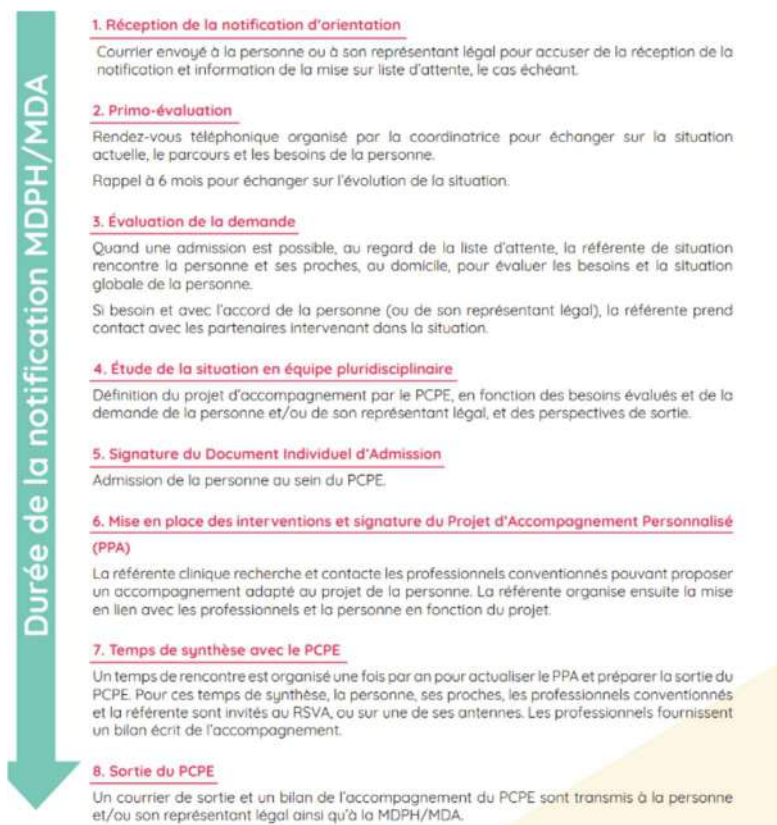 Durée de la notification MDPH/MDA
1. Réception de la notification d'orientation
Courrier envoyé à la personne ou à son représentant légal pour accuser de la réception de la
notification et information de la mise sur liste d'attente, le cas échéant.
2. Primo-évaluation
Rendez-vous téléphonique organisé par la coordinatrice pour échanger sur la situation
actuelle, le parcours et les besoins de la personne.
Rappel à 6 mois pour échanger sur l'évolution de la situation.
3. Évaluation de la demande
Quand une admission est possible, au regard de la liste d'attente, la référente de situation
rencontre la personne et ses proches, au domicile, pour évaluer les besoins et la situation
globale de la personne.
Si besoin et avec l'accord de la personne (ou de son représentant légal), la référente prend
contact avec les partenaires intervenant dans la situation.
4. Étude de la situation en équipe pluridisciplinaire
Définition du projet d'accompagnement par le PCPE, en fonction des besoins évalués et de la
demande de la personne et/ou de son représentant légal, et des perspectives de sortie.
5. Signature du Document Individuel d'Admission
Admission de la personne au sein du PCPE.
6. Mise en place des interventions et signature du Projet d'Accompagnement Personnalisé
(PPA)
La référente clinique recherche et contacte les professionnels conventionnés pouvant proposer
un accompagnement adapté au projet de la personne. La référente organise ensuite la mise
en lien avec les professionnels et la personne en fonction du projet.
7. Temps de synthèse avec le PCPE
Un temps de rencontre est organisé une fois par an pour actualiser le PPA et préparer la sortie du
PCPE. Pour ces temps de synthèse, la personne, ses proches, les professionnels conventionnés
et la référente sont invités au RSVA, ou sur une de ses antennes. Les professionnels fournissent
un bilan écrit de l'accompagnement.
8. Sortie du PCPE
Un courrier de sortie et un bilan de l'accompagnement du PCPE sont transmis à la personne
et/ou son représentant légal ainsi qu'à la MDPH/MDA.